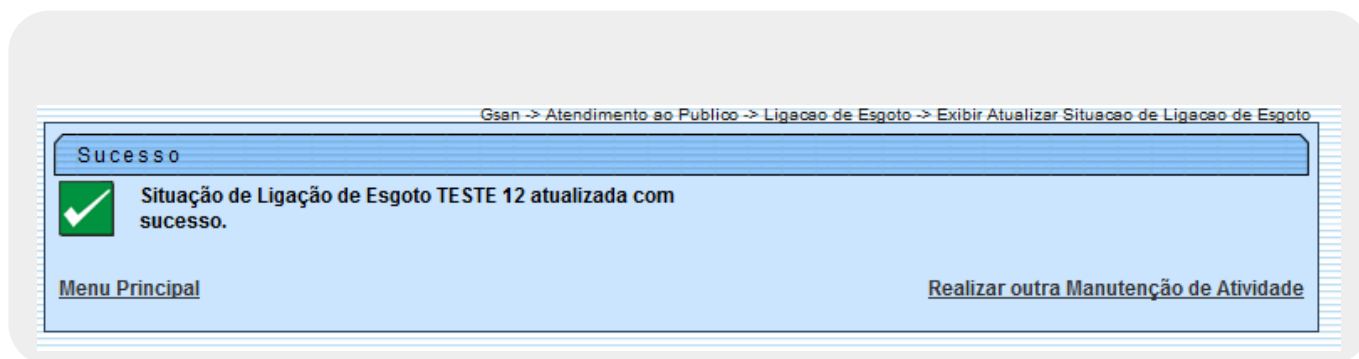 Gsan -> Atendimento ao Publico -> Ligacao de Esgoto -> Exibir Atualizar Situacao de Ligacao de Esgoto
Sucesso
Situação de Ligação de Esgoto TESTE 12 atualizada com
sucesso.
Menu Principal
Realizar outra Manutenção de Atividade